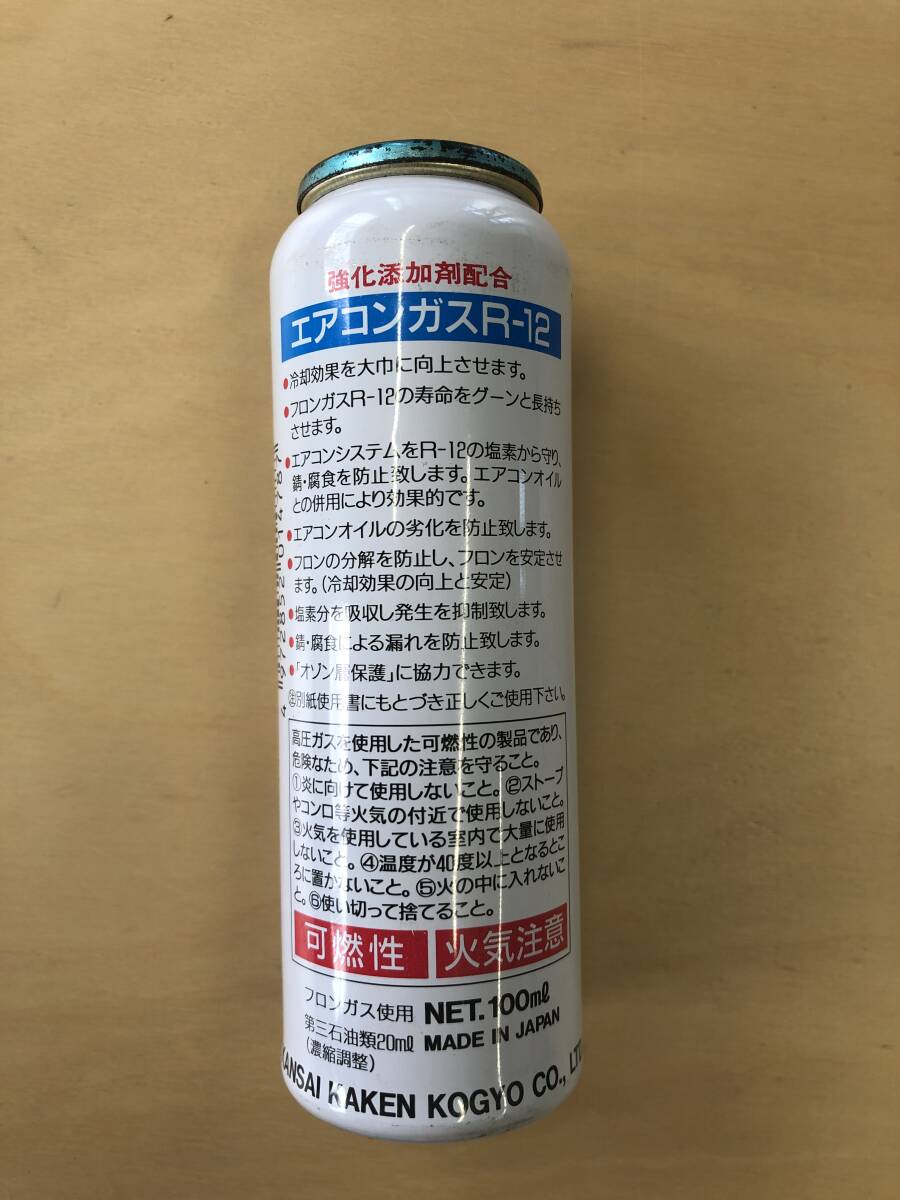 強化添加剤配合
エアコンガスR-12
●冷却効果を大巾に向上させます。
●フロンガスR-12の寿命をグーンと長持ち
させます。
●エアコンシステムをR-12の塩素から守り、
錆・腐食を防止致します。エアコンオイル
との併用により効果的です。
●エアコンオイルの劣化を防止致します。
●フロンの分解を防止し、フロンを安定させ
ます。(冷却効果の向上と安定)
●塩素分を吸収し発生を抑制致します。
●錆・腐食による漏れを防止致します。
●「オゾン層保護」に協力できます。
㊟別紙使用書にもとづき正しくご使用下さい。
高圧ガスを使用した可燃性の製品であり、
危険なため、下記の注意を守ること。
①炎に向けて使用しないこと。②ストーブ
やコンロ等火気の付近で使用しないこと。
③火気を使用している室内で大量に使用
しないこと。④温度が40度以上となるとこ
ろに置かないこと。⑤火の中に入れないこ
と。⑥使い切って捨てること。
可燃性 火気注意
フロンガス使用 NET.100mℓ
第三石油類20mℓ MADE IN JAPAN
(濃縮調整)
KANSAI KAKEN KOGYO CO., LTD